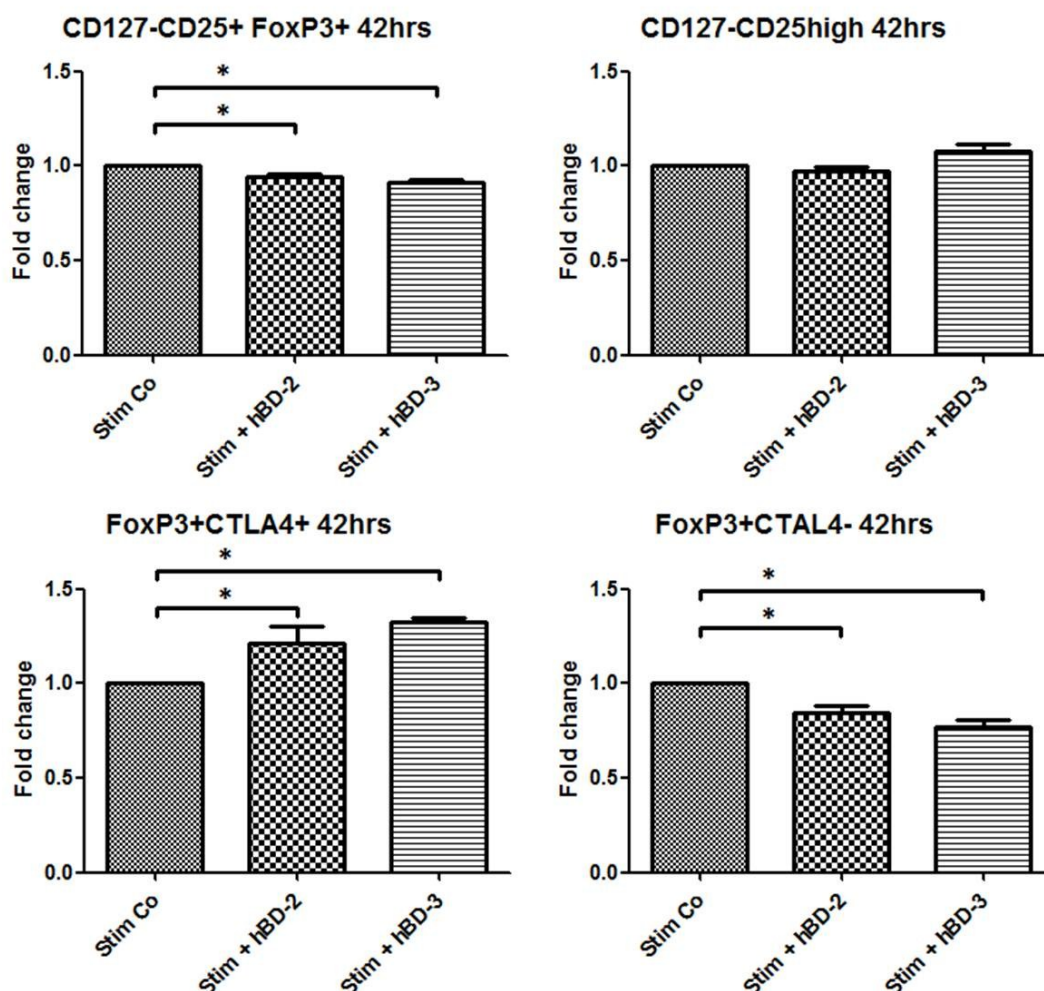 CD127-CD25+ FoxP3+ 42hrs
*
*
Fold change
1.5
1.0
0.5
0.0
Stim Co
Stim + hBD-2
Stim + hBD-3
CD127-CD25high 42hrs
Fold change
1.5
1.0
0.5
0.0
Stim Co
Stim + hBD-2
Stim + hBD-3
FoxP3+CTLA4+ 42hrs
*
*
Fold change
1.5
1.0
0.5
0.0
Stim Co
Stim + hBD-2
Stim + hBD-3
FoxP3+CTAL4- 42hrs
*
*
Fold change
1.5
1.0
0.5
0.0
Stim Co
Stim + hBD-2
Stim + hBD-3